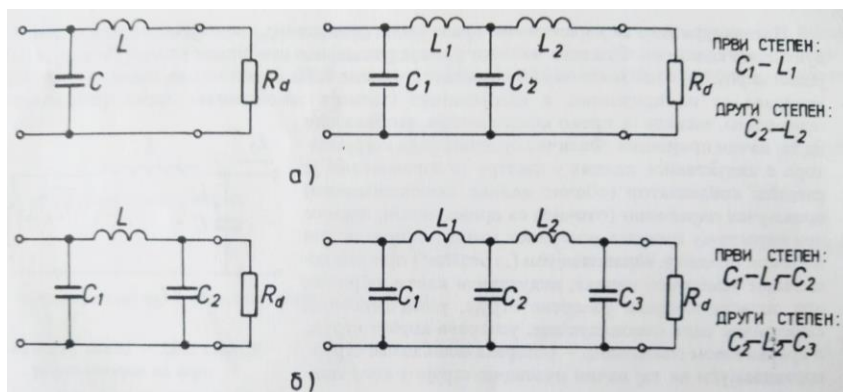 L
C
R_d
L_1
L_2
C_1
C_2
R_d
ПРВИ СТЕПЕН:
C_1-L_1
ДРУГИ СТЕПЕН:
C_2-L_2
а)
L
C_1
C_2
R_d
L_1
L_2
C_1
C_2
C_3
R_d
ПРВИ СТЕПЕН:
C_1-L_1-C_2
ДРУГИ СТЕПЕН:
C_2-L_2-C_3
б)